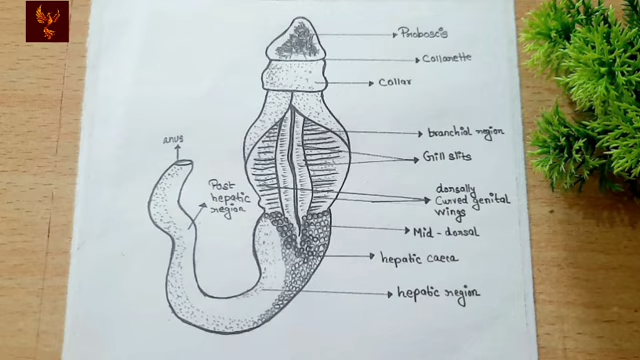 Proboscis
Collarette
Collar
branchial region
Gill slits
dorsally
Curved genital
wings
Mid - dorsal
hepatic caeca
hepatic region
anus
Post
hepatic
region